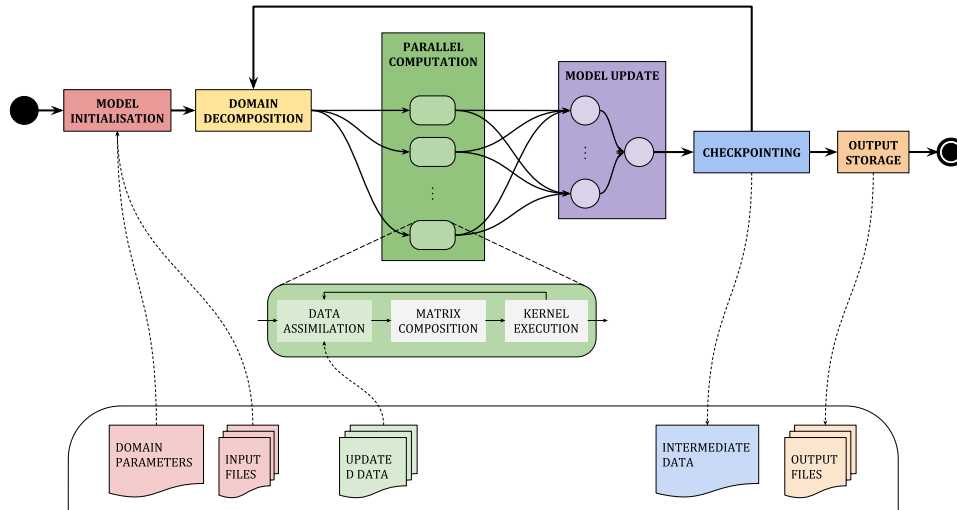 PARALLEL
COMPUTATION
MODEL UPDATE
MODEL
INITIALISATION
DOMAIN
DECOMPOSITION
CHECKPOINTING
OUTPUT
STORAGE
DATA
ASSIMILATION
MATRIX
COMPOSITION
KERNEL
EXECUTION
DOMAIN
PARAMETERS
INPUT
FILES
UPDATE
D DATA
INTERMEDIATE
DATA
OUTPUT
FILES